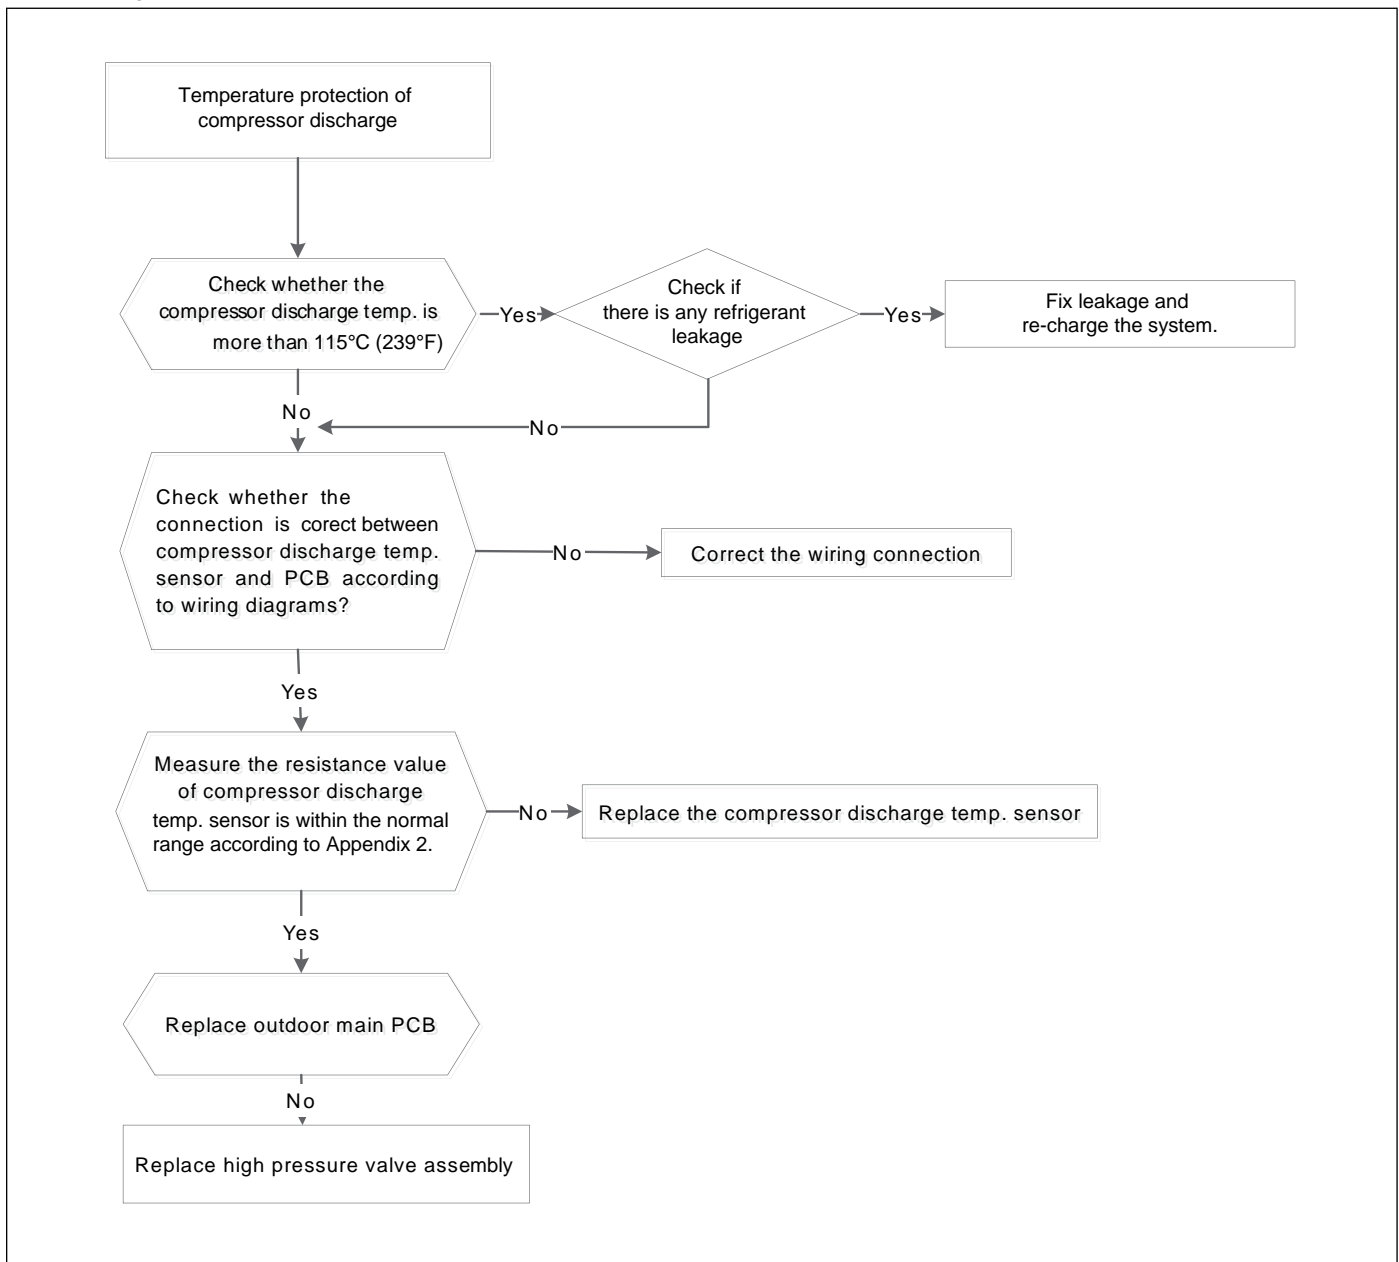 Temperature protection of
compressor discharge
Check whether the
compressor discharge temp. is
more than 115°C (239°F)
Yes
Check if
there is any refrigerant
leakage
Yes
Fix leakage and
re-charge the system.
No
No
Check whether the
connection is corect between
compressor discharge temp.
sensor and PCB according
to wiring diagrams?
No
Correct the wiring connection
Yes
Measure the resistance value
of compressor discharge
temp. sensor is within the normal
range according to Appendix 2.
No
Replace the compressor discharge temp. sensor
Yes
Replace outdoor main PCB
No
Replace high pressure valve assembly